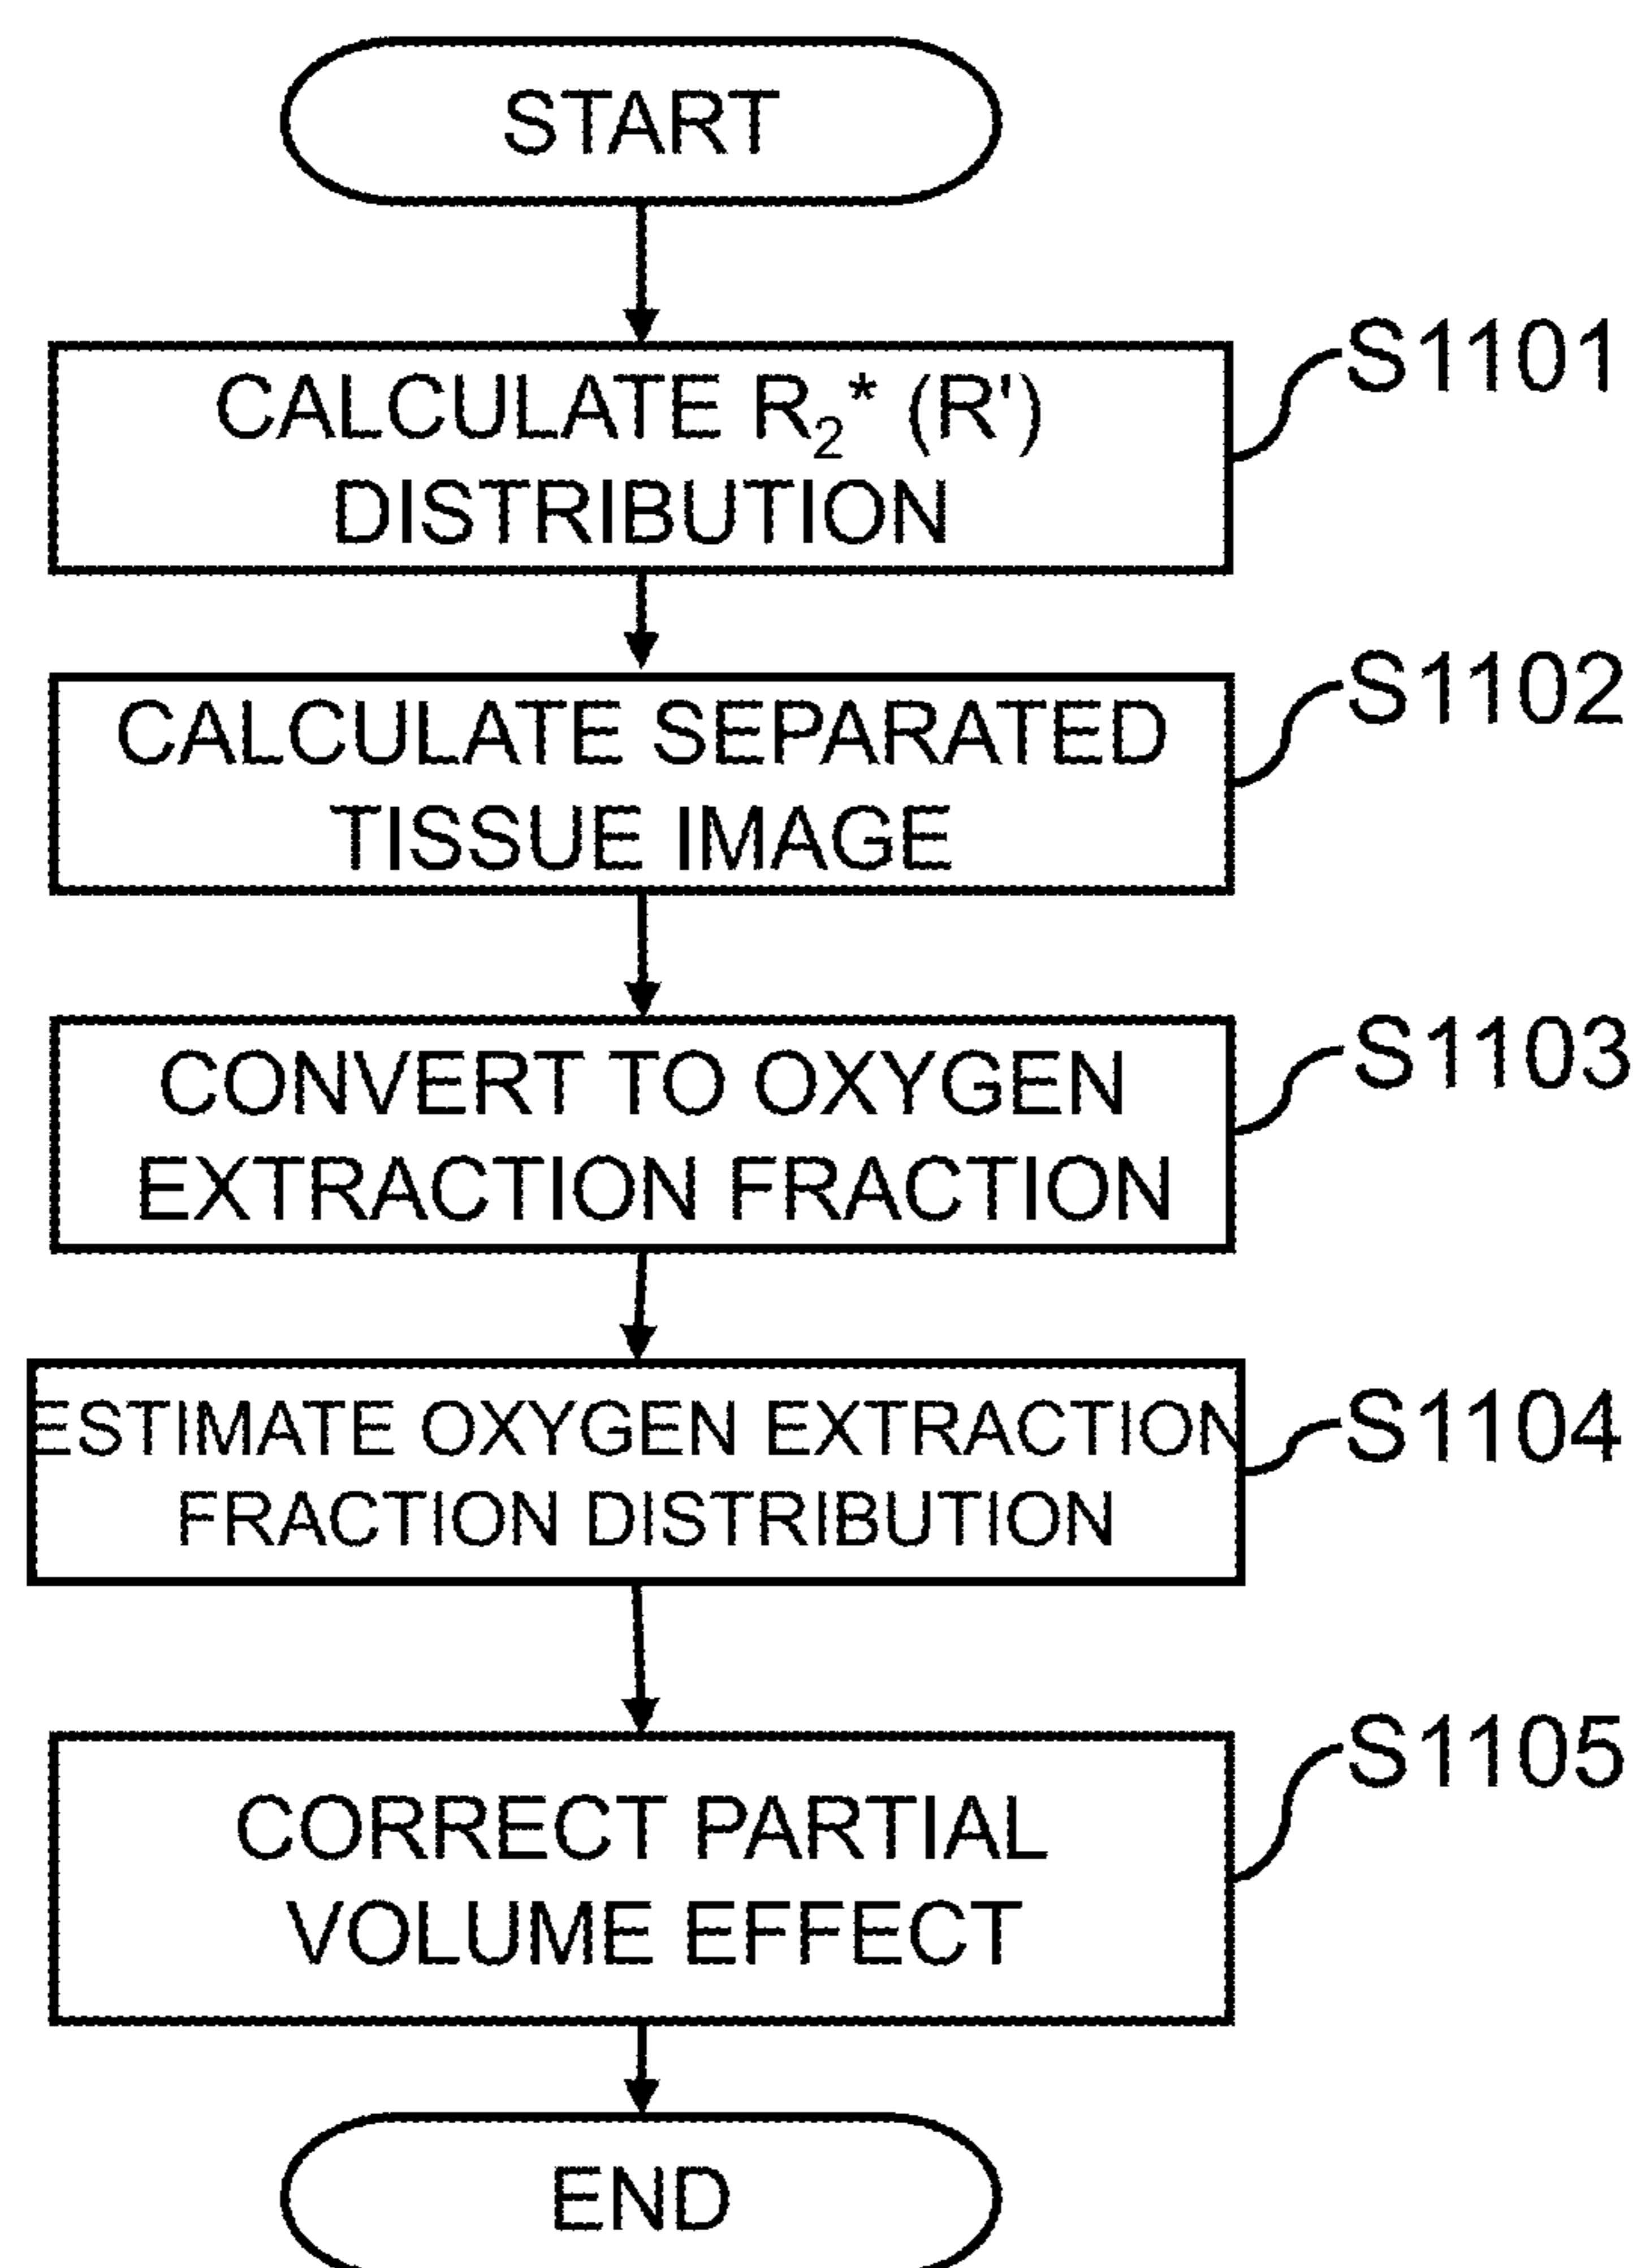 START
CALCULATE R₂* (R') S1101
DISTRIBUTION
CALCULATE SEPARATED S1102
TISSUE IMAGE
CONVERT TO OXYGEN S1103
EXTRACTION FRACTION
ESTIMATE OXYGEN EXTRACTION S1104
FRACTION DISTRIBUTION
CORRECT PARTIAL S1105
VOLUME EFFECT
END